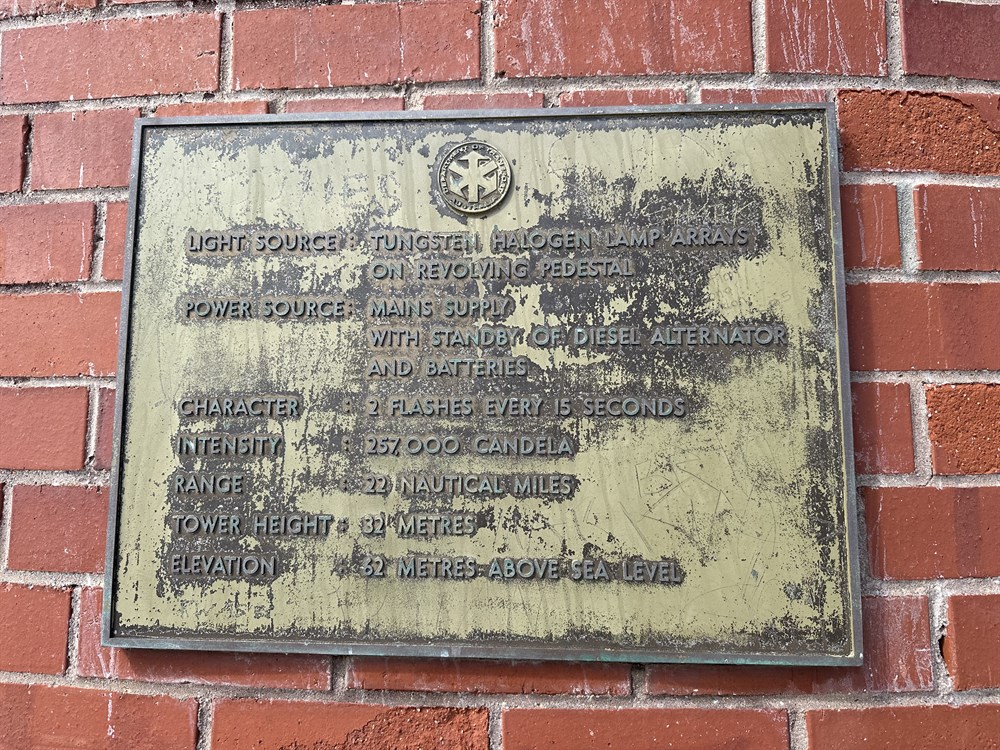 LIGHT SOURCE : TUNGSTEN HALOGEN LAMP ARRAYS
ON REVOLVING PEDESTAL
POWER SOURCE : MAINS SUPPLY
WITH STANDBY OF DIESEL ALTERNATOR
AND BATTERIES
CHARACTER : 2 FLASHES EVERY 15 SECONDS
INTENSITY : 257,000 CANDELA
RANGE : 22 NAUTICAL MILES
TOWER HEIGHT : 32 METRES
ELEVATION : 62 METRES ABOVE SEA LEVEL